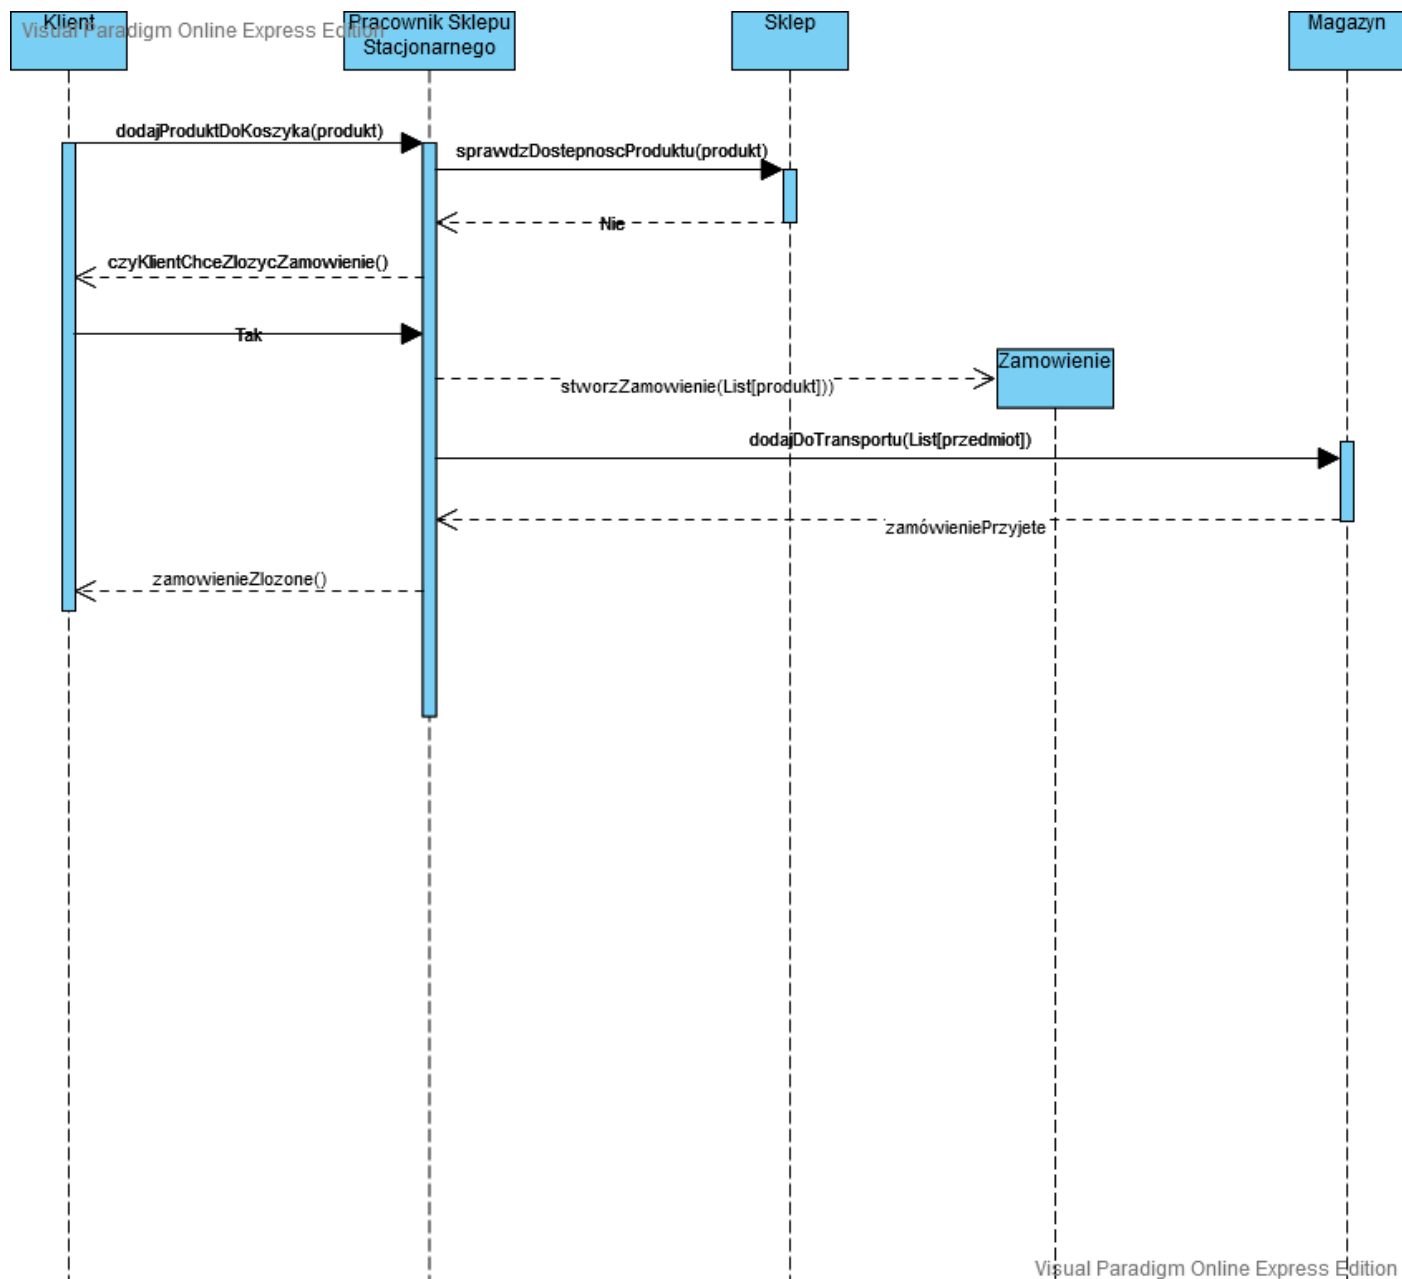 Klient
Pracownik Sklepu
Stacjonarnego
Sklep
Magazyn
Visual Paradigm Online Express Edition
dodajProduktDoKoszyka(produkt)
sprawdzDostepnoscProduktu(produkt)
Nie
czyKlientChceZlozycZamowienie()
Tak
Zamowienie
stworzZamowienie(List[produkt]))
dodajDoTransportu(List[przedmiot])
zamówieniePrzyjete
zamowienieZlozone()
Visual Paradigm Online Express Edition